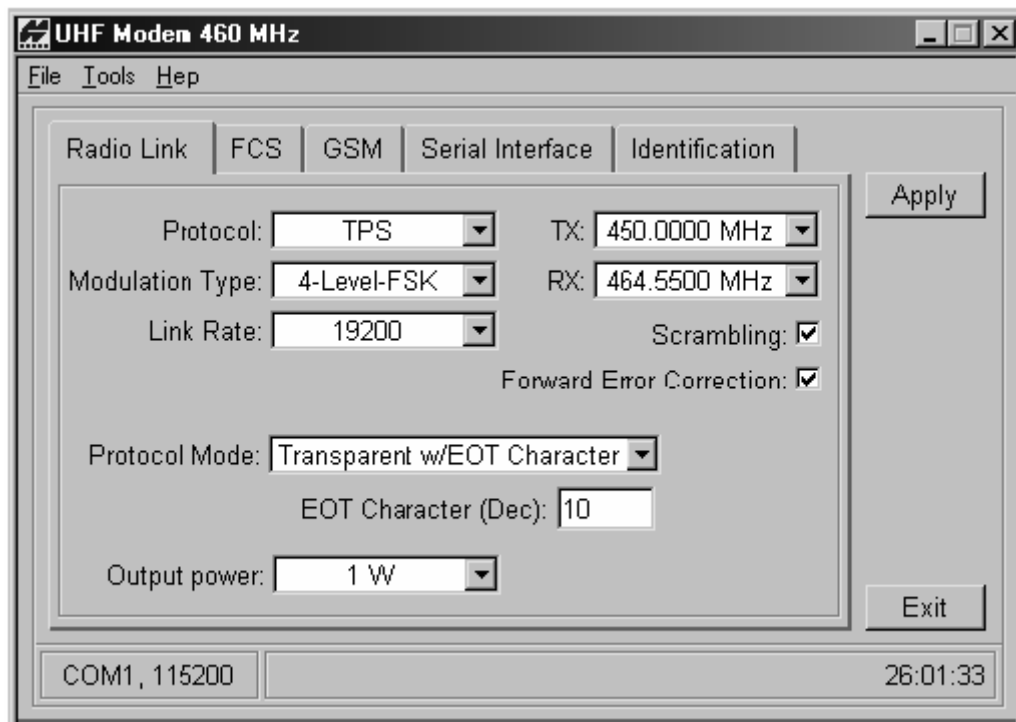 UHF Modem 460 MHz
File Tools Hep
Radio Link FCS GSM Serial Interface Identification
Protocol: TPS TX: 450.0000 MHz
Modulation Type: 4-Level-FSK RX: 464.5500 MHz
Link Rate: 19200 Scrambling:
Forward Error Correction:
Protocol Mode: Transparent w/EOT Character
EOT Character (Dec): 10
Output power: 1 W
Apply
Exit
COM1, 115200 26:01:33